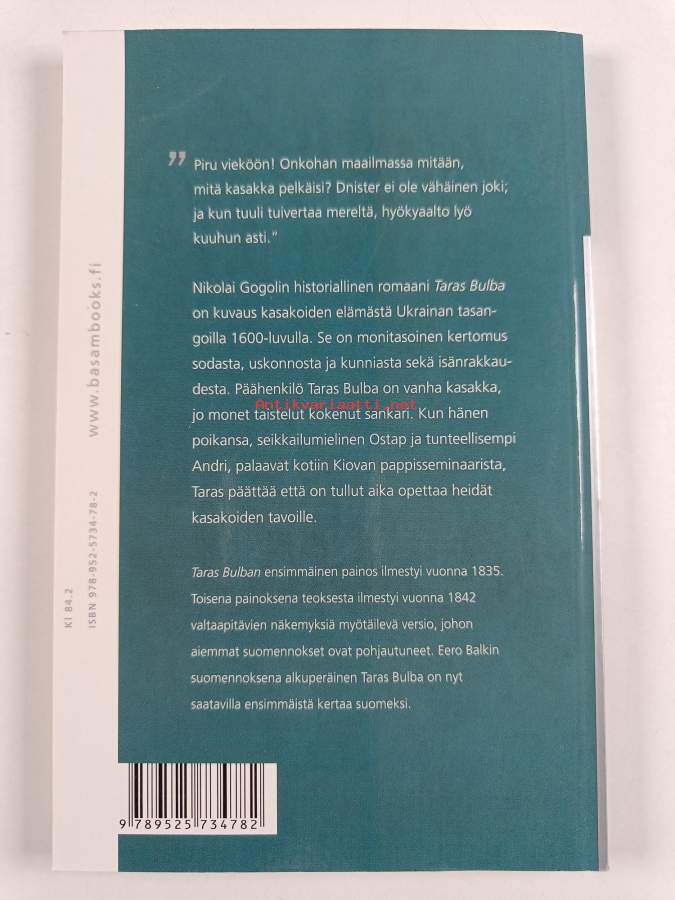 ” Piru vieköön! Onkohan maailmassa mitään,
mitä kasakka pelkäisi? Dnister ei ole vähäinen joki;
ja kun tuuli tuivertaa mereltä, hyökyaalto lyö
kuuhun asti.”
Nikolai Gogolin historiallinen romaani Taras Bulba
on kuvaus kasakoiden elämästä Ukrainan tasan-
goilla 1600-luvulla. Se on monitasoinen kertomus
sodasta, uskonnosta ja kunniasta sekä isänrakkau-
desta. Päähenkilö Taras Bulba on vanha kasakka,
Antikvariaatti.net
jo monet taistelut kokenut sankari. Kun hänen
poikansa, seikkailumielinen Ostap ja tunteellisempi
Andri, palaavat kotiin Kiovan pappisseminaarista,
Taras päättää että on tullut aika opettaa heidät
kasakoiden tavoille.
Taras Bulban ensimmäinen painos ilmestyi vuonna 1835.
Toisena painoksena teoksesta ilmestyi vuonna 1842
valtaapitävien näkemyksiä myötäilevä versio, johon
aiemmat suomennokset ovat pohjautuneet. Eero Balkin
suomennoksena alkuperäinen Taras Bulba on nyt
saatavilla ensimmäistä kertaa suomeksi.
www.basambooks.fi
KI 84.2
ISBN 978-952-5734-78-2
9 789525 734782